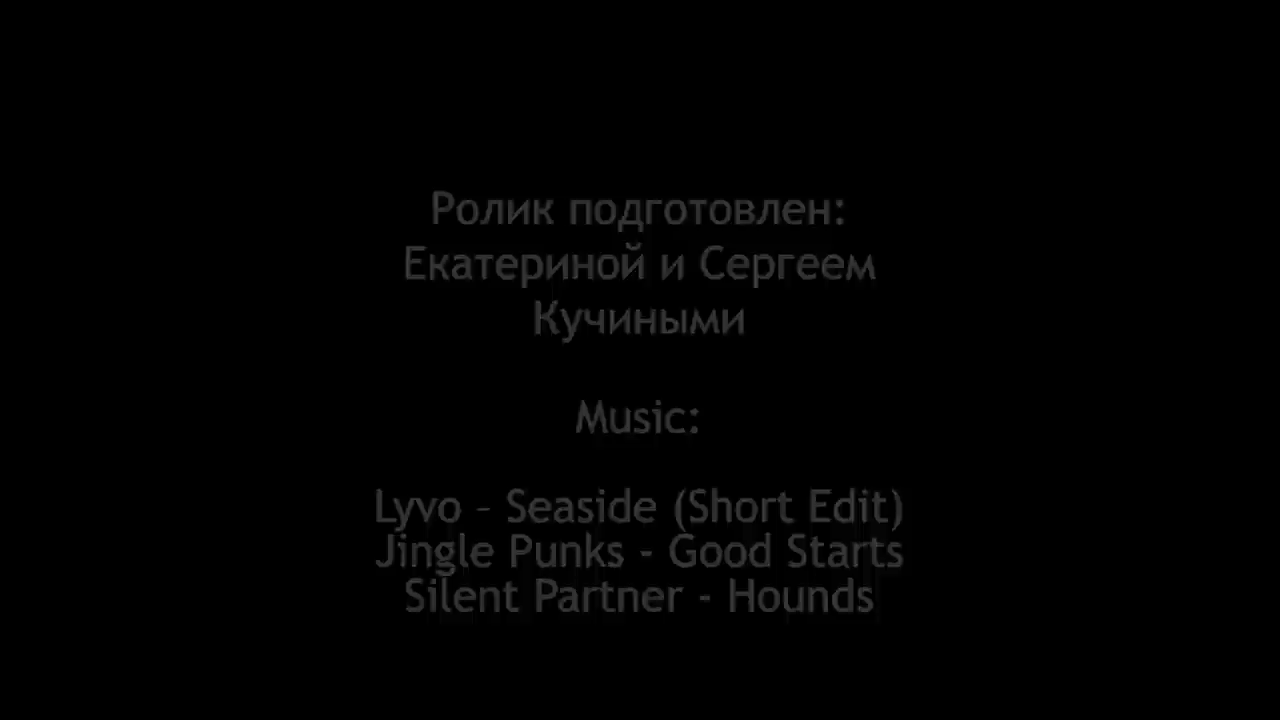 Ролик подготовлен:
Екатериной и Сергеем
Кучиными
Music:
Lyvo – Seaside (Short Edit)
Jingle Punks - Good Starts
Silent Partner - Hounds